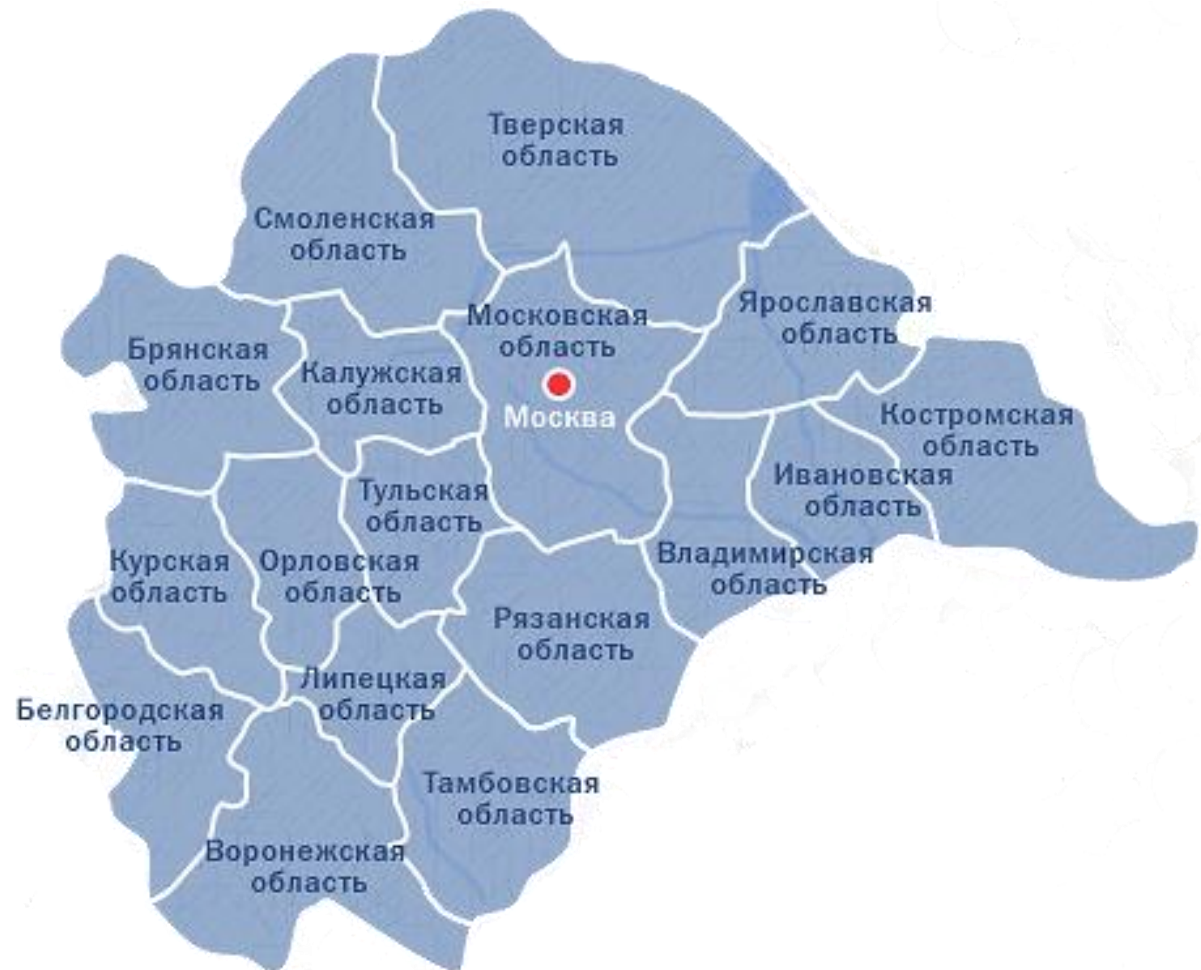 Тверская
область
Смоленская
область
Ярославская
область
Московская
область
Москва
Брянская
область
Калужская
область
Костромская
область
Ивановская
область
Тульская
область
Владимирская
область
Курская
область
Орловская
область
Рязанская
область
Липецкая
область
Белгородская
область
Тамбовская
область
Воронежская
область